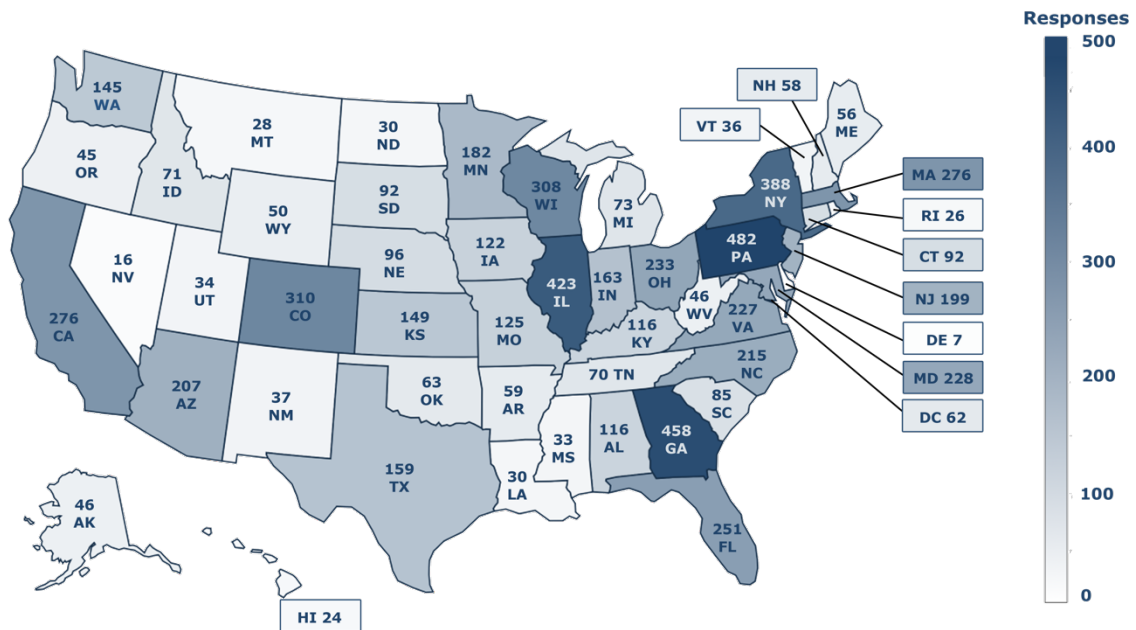 Responses
500
400
300
200
100
0
145
WA
45
OR
71
ID
28
MT
30
ND
182
MN
308
WI
73
MI
NH 58
VT 36
56
ME
388
NY
MA 276
RI 26
CT 92
NJ 199
DE 7
MD 228
DC 62
50
WY
92
SD
122
IA
482
PA
16
NV
34
UT
310
CO
96
NE
423
IL
163
IN
233
OH
46
WV
227
VA
276
CA
149
KS
125
MO
116
KY
215
NC
207
AZ
37
NM
63
OK
59
AR
70 TN
85
SC
159
TX
30
LA
33
MS
116
AL
458
GA
251
FL
46
AK
HI 24